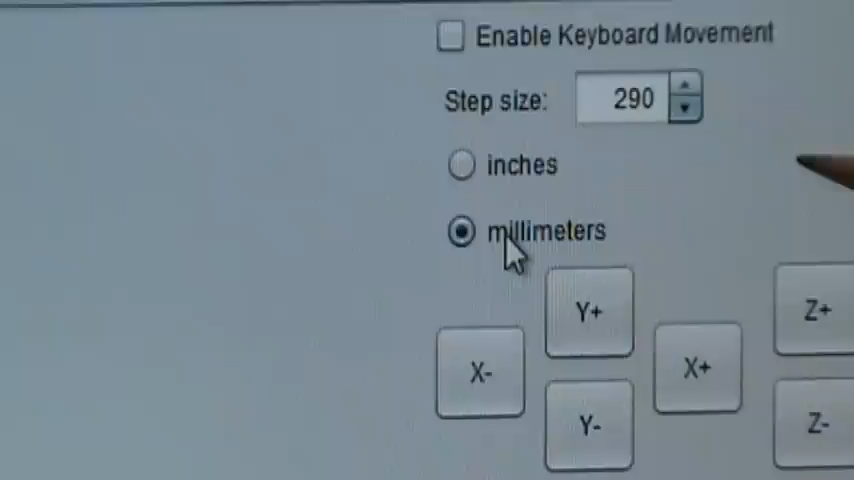 Enable Keyboard Movement
Step size: 290
inches
millimeters
Y+ Z+
X- X+
Y- Z-